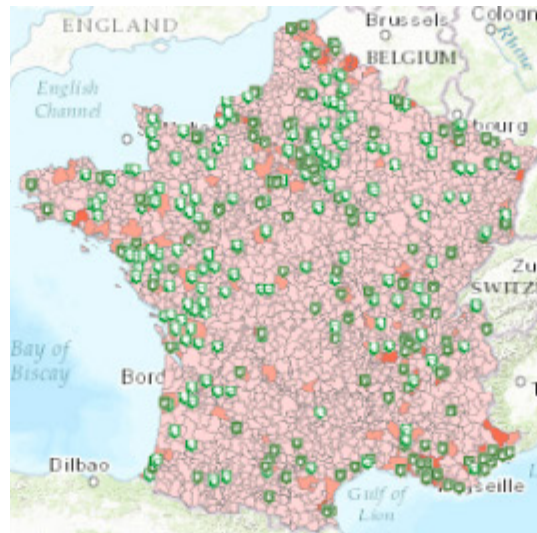 ENGLAND
Brussels
Cologn
BELGIUM
Rhine
English
Channel
bourg
Zu
SWITZ
Bay of
Biscay
Bord
Bilbao
Gulf of
Lion
seille